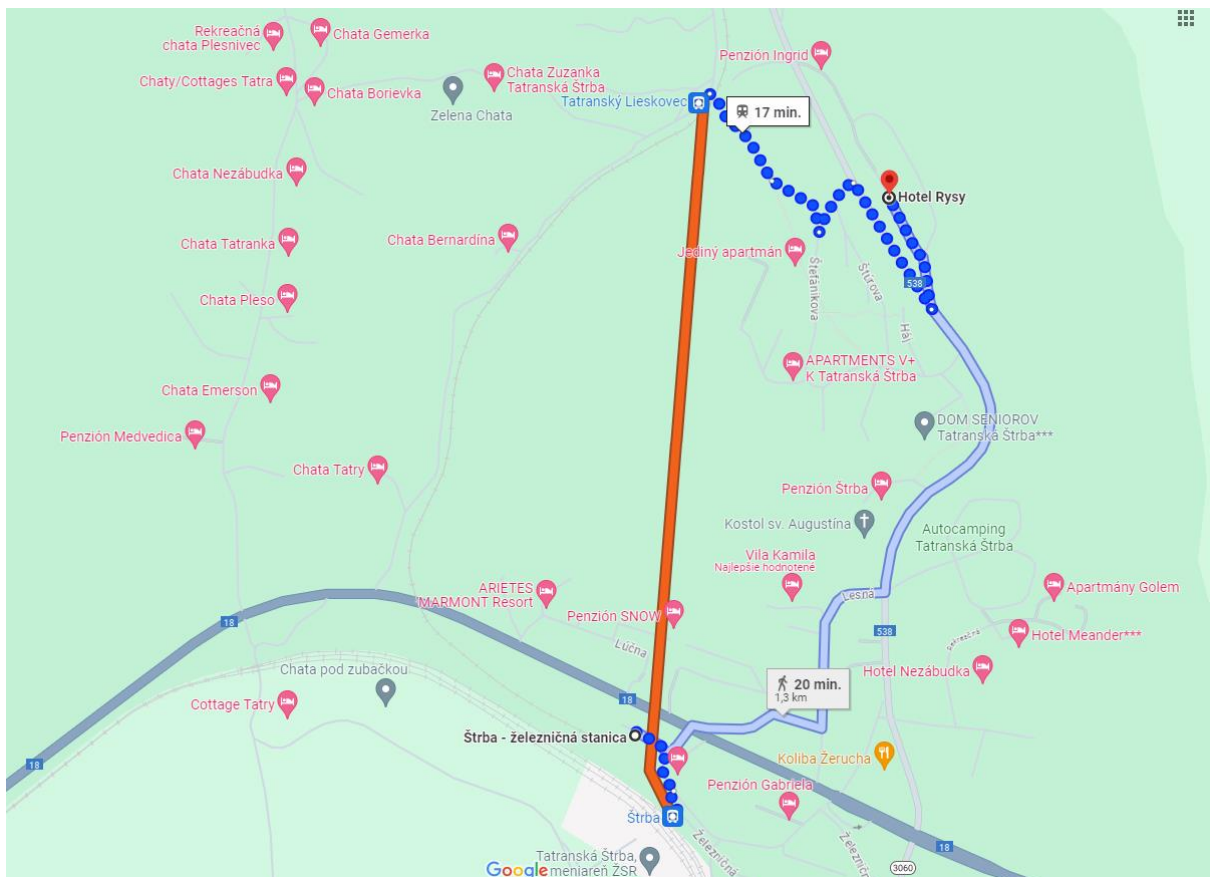 Rekreačná
chata Plesnivec
Chata Gemerka
Penzión Ingrid
Chaty/Cottages Tatra
Chata Zuzanka
Tatranská Štrba
Chata Borievka
Zelena Chata
Tatranský Lieskovec
17 min.
Chata Nezábudka
Hotel Rysy
Chata Tatranka
Chata Bernardína
Jediný apartmán
Štefánikova
Štúrova
538
Chata Pleso
Háj
APARTMENTS V+
K Tatranská Štrba
Chata Emerson
DOM SENIOROV
Tatranská Štrba***
Penzión Medvedica
Chata Tatry
Penzión Štrba
Kostol sv. Augustína
Autocamping
Tatranská Štrba
Vila Kamila
Najlepšie hodnotené
ARIETES
MARMONT Resort
Lesná
Apartmány Golem
Penzión SNOW
18
538
Rekreačná
Hotel Meander***
Lúčna
Chata pod zubačkou
Hotel Nezábudka
20 min.
1,3 km
18
Cottage Tatry
Štrba - železničná stanica
Koliba Žerucha
18
Penzión Gabriela
Štrba
Železničná
Železničn
18
Tatranská Štrba,
meniareň ŽSR
3060
Google